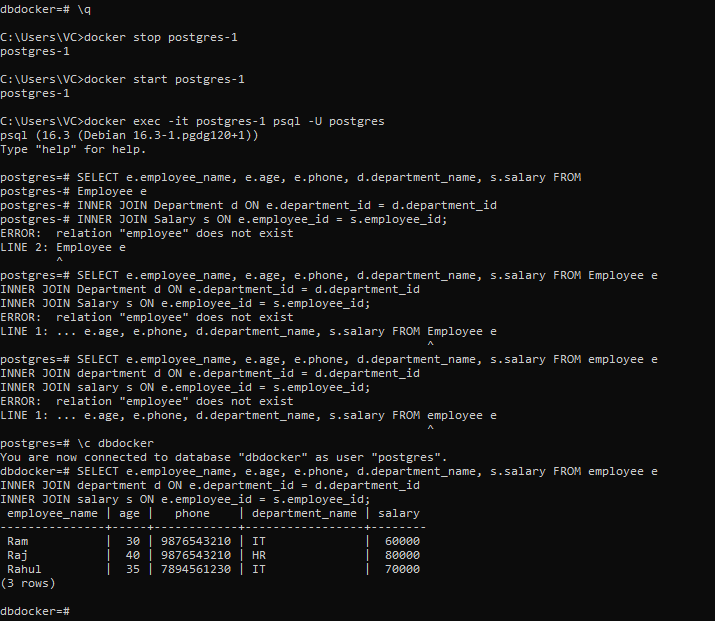 dbdocker=# \q
C:\Users\VC>docker stop postgres-1
postgres-1
C:\Users\VC>docker start postgres-1
postgres-1
C:\Users\VC>docker exec -it postgres-1 psql -U postgres
psql (16.3 (Debian 16.3-1.pgdg120+1))
Type "help" for help.
postgres=# SELECT e.employee_name, e.age, e.phone, d.department_name, s.salary FROM
postgres-# Employee e
postgres-# INNER JOIN Department d ON e.department_id = d.department_id
postgres-# INNER JOIN Salary s ON e.employee_id = s.employee_id;
ERROR:  relation "employee" does not exist
LINE 2: Employee e
        ^
postgres=# SELECT e.employee_name, e.age, e.phone, d.department_name, s.salary FROM Employee e
INNER JOIN Department d ON e.department_id = d.department_id
INNER JOIN Salary s ON e.employee_id = s.employee_id;
ERROR:  relation "employee" does not exist
LINE 1: ... e.age, e.phone, d.department_name, s.salary FROM Employee e
                                                             ^
postgres=# SELECT e.employee_name, e.age, e.phone, d.department_name, s.salary FROM employee e
INNER JOIN department d ON e.department_id = d.department_id
INNER JOIN salary s ON e.employee_id = s.employee_id;
ERROR:  relation "employee" does not exist
LINE 1: ... e.age, e.phone, d.department_name, s.salary FROM employee e
                                                             ^
postgres=# \c dbdocker
You are now connected to database "dbdocker" as user "postgres".
dbdocker=# SELECT e.employee_name, e.age, e.phone, d.department_name, s.salary FROM employee e
INNER JOIN department d ON e.department_id = d.department_id
INNER JOIN salary s ON e.employee_id = s.employee_id;
 employee_name | age |   phone    | department_name | salary
---------------+-----+------------+-----------------+--------
 Ram           |  30 | 9876543210 | IT              |  60000
 Raj           |  40 | 9876543210 | HR              |  80000
 Rahul         |  35 | 7894561230 | IT              |  70000
(3 rows)
dbdocker=#